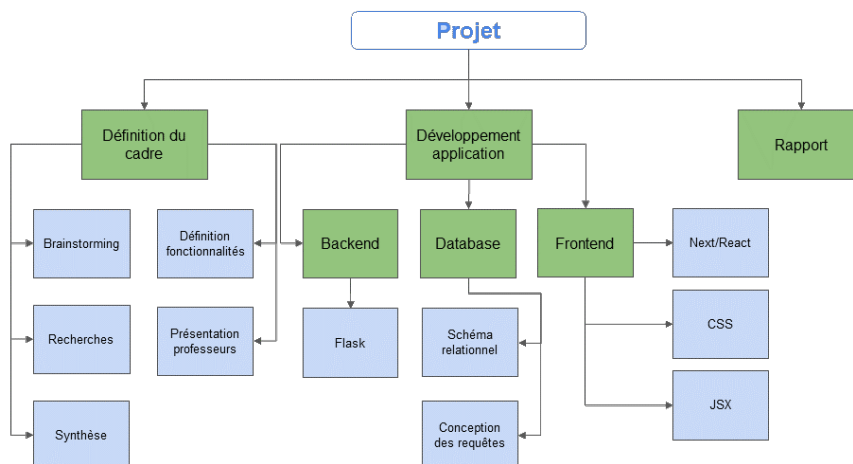 Projet
Définition du
cadre
Développement
application
Rapport
Brainstorming
Définition
fonctionnalités
Backend
Database
Frontend
Next/React
Recherches
Présentation
professeurs
Flask
Schéma
relationnel
CSS
Synthèse
Conception
des requêtes
JSX